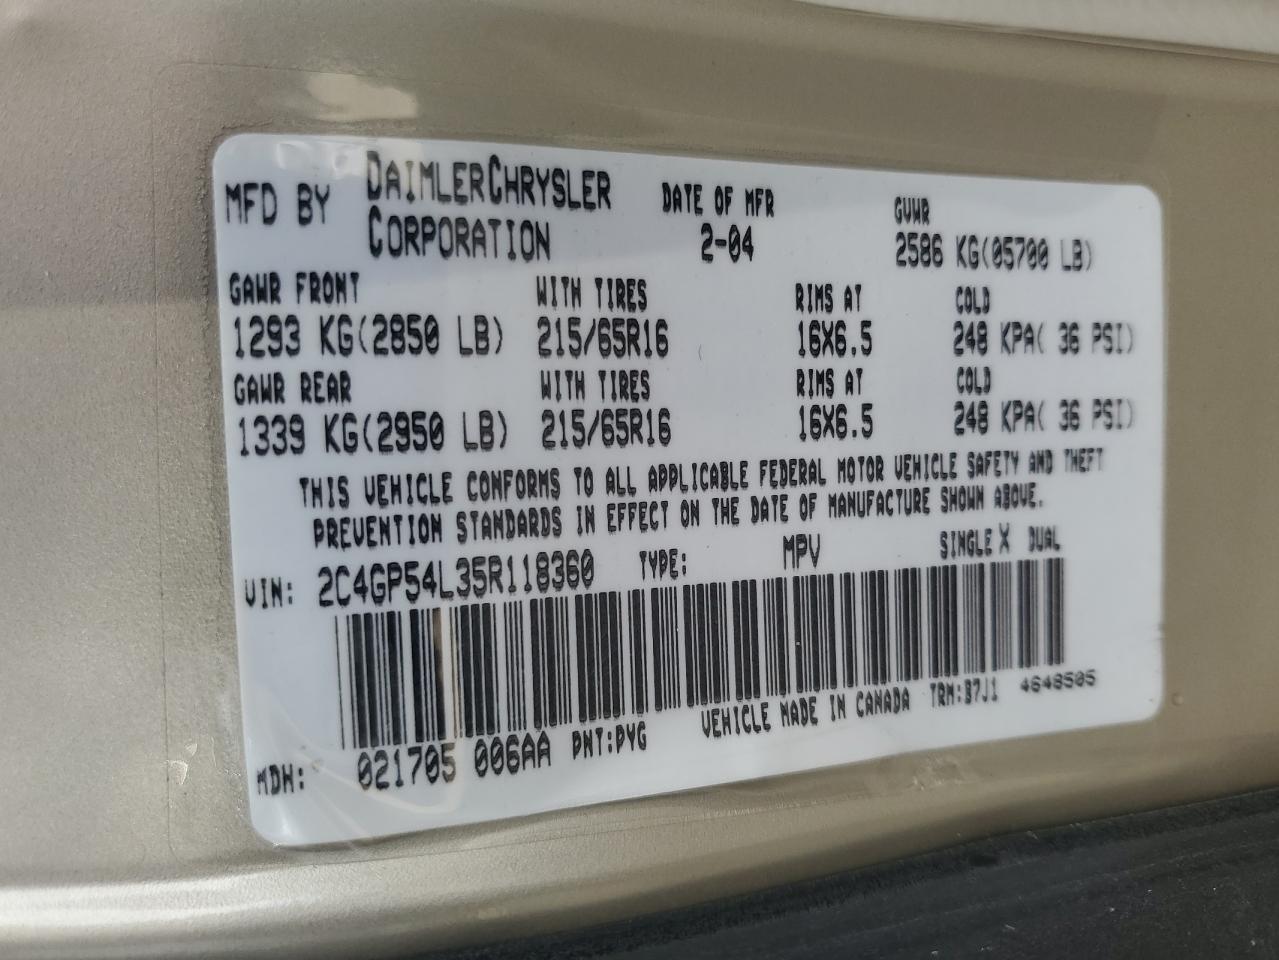 MFD BY DAIMLERCHRYSLER CORPORATION DATE OF MFR 2-04 GVWR 2586 KG(05700 LB)
GAWR FRONT WITH TIRES RIMS AT COLD
1293 KG(2850 LB) 215/65R16 16X6.5 248 KPA( 36 PSI)
GAWR REAR WITH TIRES RIMS AT COLD
1339 KG(2950 LB) 215/65R16 16X6.5 248 KPA( 36 PSI)
THIS VEHICLE CONFORMS TO ALL APPLICABLE FEDERAL MOTOR VEHICLE SAFETY AND THEFT
PREVENTION STANDARDS IN EFFECT ON THE DATE OF MANUFACTURE SHOWN ABOVE.
VIN: 2C4GP54L35R118360 TYPE: MPV SINGLE X DUAL
MDH: 021705 006AA PNT:PYG VEHICLE MADE IN CANADA TRM:B7J1 4648505